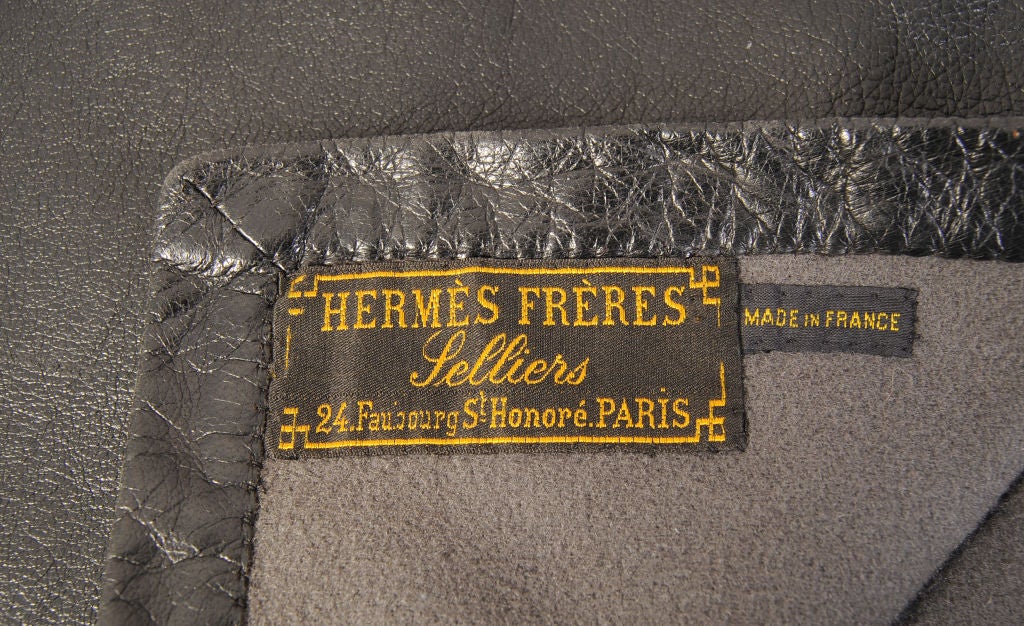 HERMÈS FRÈRES
Selliers
24.Faubourg St Honoré.PARIS
MADE IN FRANCE